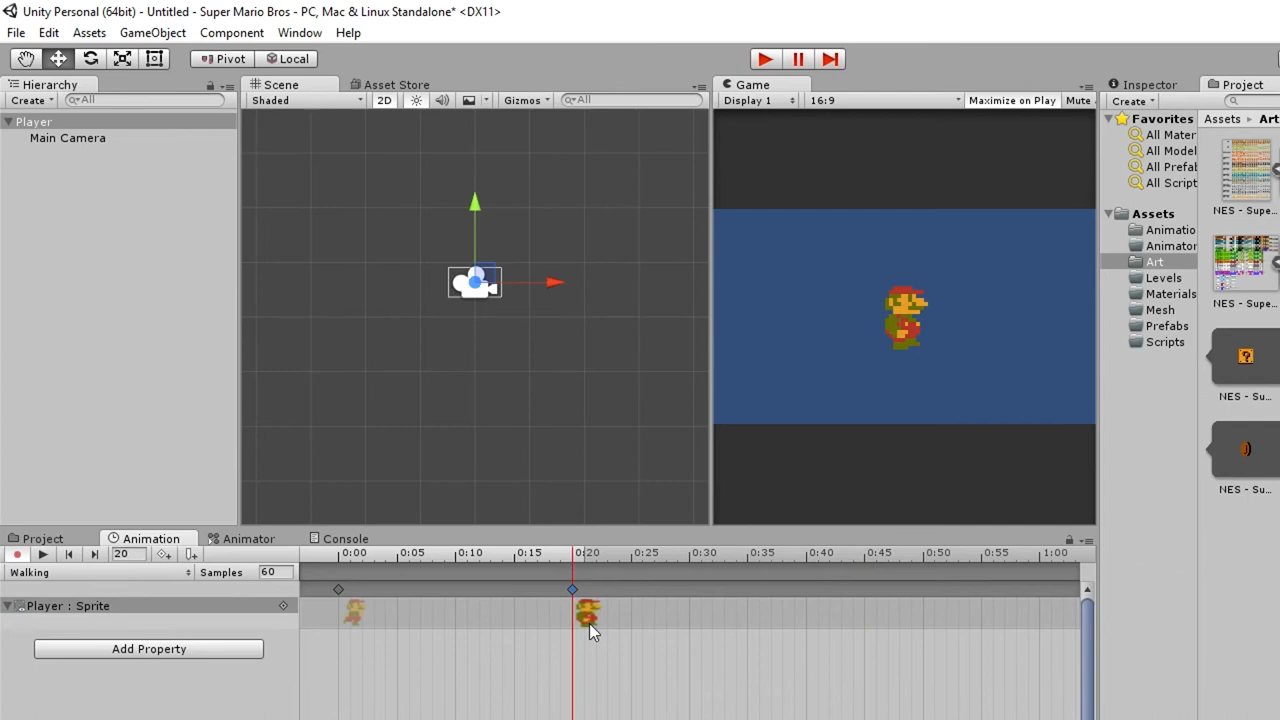 Unity Personal (64bit) - Untitled - Super Mario Bros - PC, Mac & Linux Standalone* <DX11>
File Edit Assets GameObject Component Window Help
Pivot Local
Hierarchy Scene Asset Store Game Inspector Project
Create All Shaded 2D Gizmos All Display 1 16:9 Maximize on Play Mute Create
Player Favorites Assets Art
Main Camera All Mater
All Model
All Prefab
All Script
NES - Supe...
Assets
Animatio
Animator
Art
Levels
Materials
NES - Supe...
Mesh
Prefabs
Scripts
?
NES - Su...
NES - Su...
Project Animation Animator Console
20 0:00 0:05 0:10 0:15 0:20 0:25 0:30 0:35 0:40 0:45 0:50 0:55 1:00
Walking Samples 60
Player : Sprite
Add Property